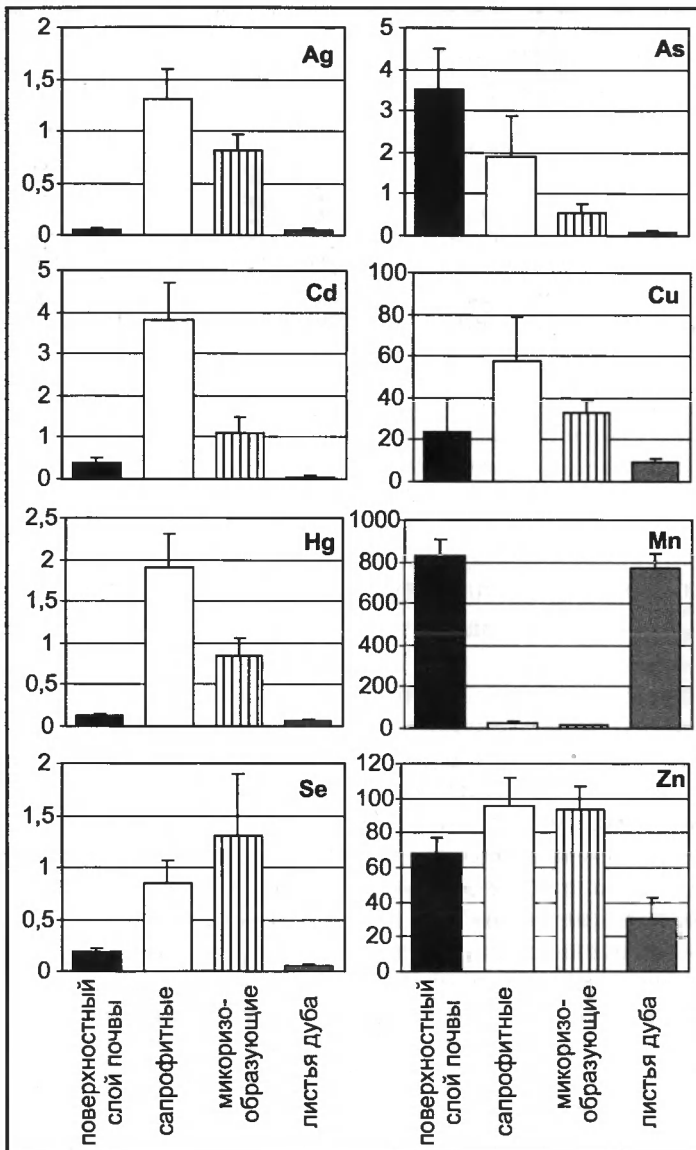 2
1,5
1
0,5
0
Ag
5
4
3
2
1
0
As
5
4
3
2
1
0
Cd
100
80
60
40
20
0
Cu
2,5
2
1,5
1
0,5
0
Hg
1000
800
600
400
200
0
Mn
2
1,5
1
0,5
0
Se
120
100
80
60
40
20
0
Zn
поверхностный
слой почвы
сапрофитные
микоризо-
образующие
листья дуба
поверхностный
слой почвы
сапрофитные
микоризо-
образующие
листья дуба